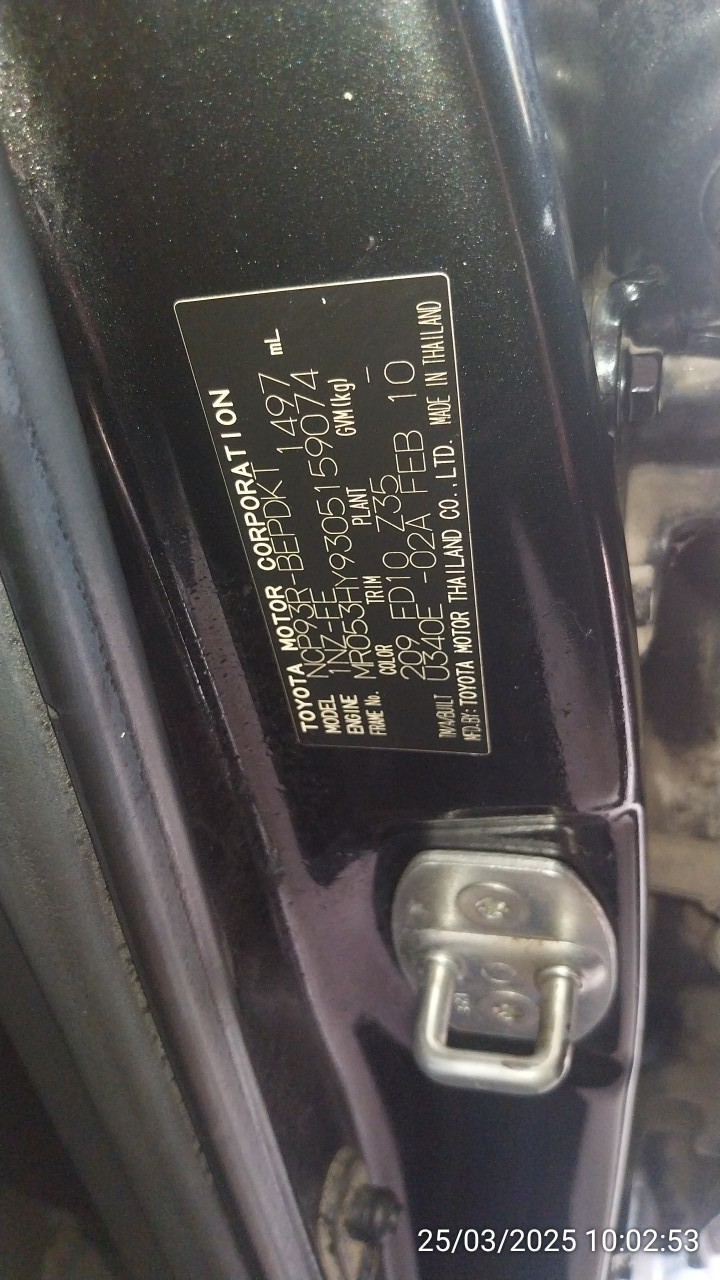 TOYOTA MOTOR CORPORATION
MODEL NCP93R-BEPDKT 1497 mL
ENGINE 1NZ-FE
FRAME No. MR053HY9305159074
COLOR TRIM PLANT GVM(kg)
209 FD10 Z35 —
TM/A/BUILT U340E -02A FEB 10
MFD.BY:TOYOTA MOTOR THAILAND CO.,LTD. MADE IN THAILAND
25/03/2025 10:02:53